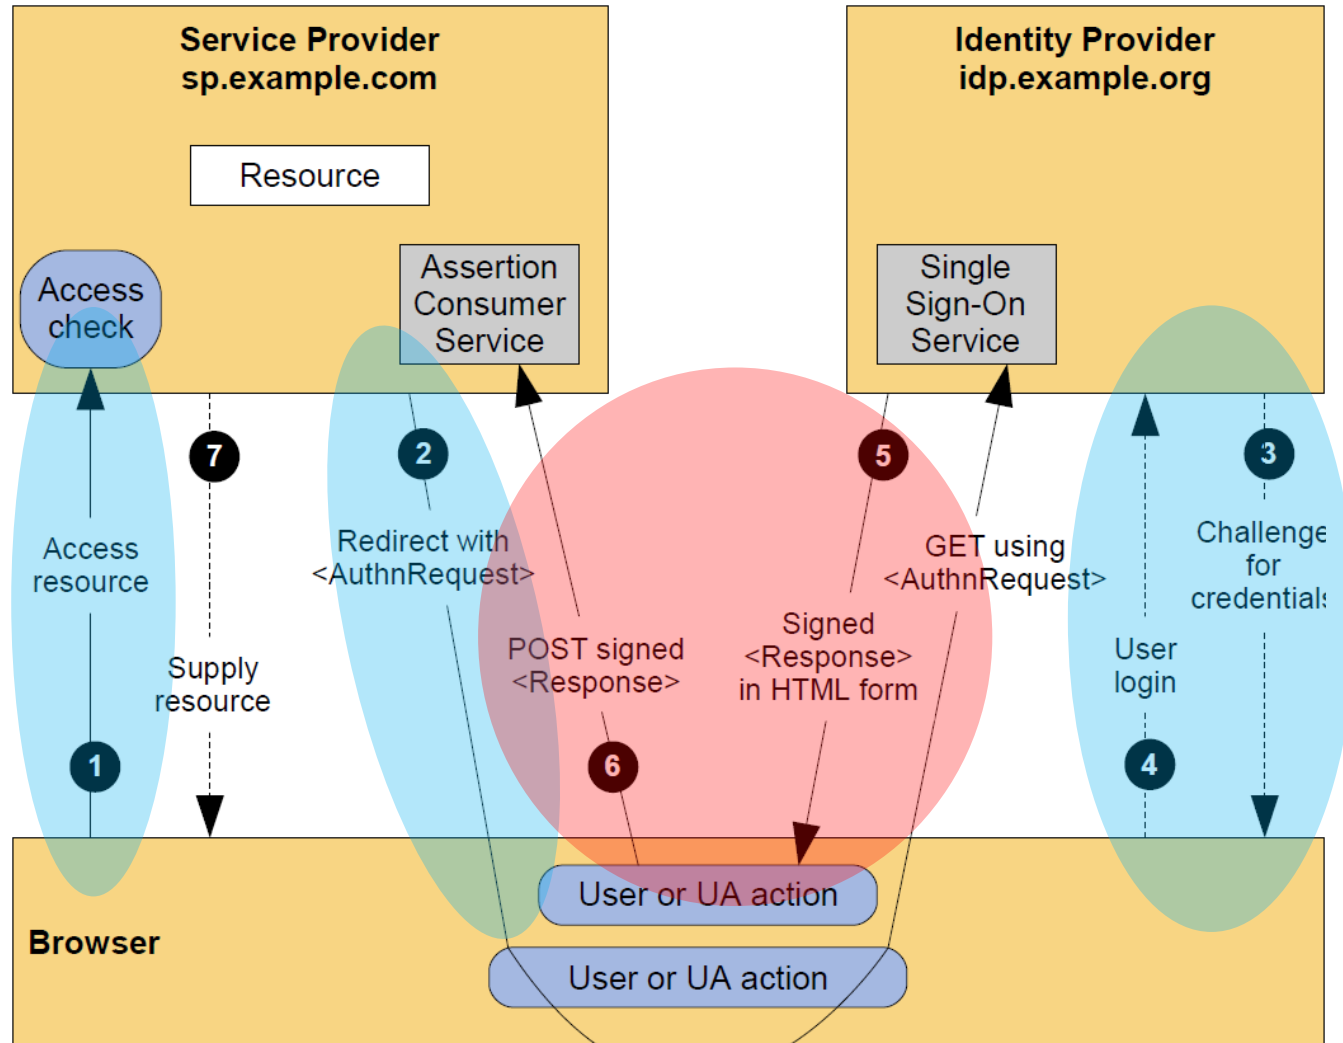 Service Provider
sp.example.com
Identity Provider
idp.example.org
Resource
Access
check
Assertion
Consumer
Service
Single
Sign-On
Service
7
2
5
3
Access
resource
Redirect with
<AuthnRequest>
GET using
<AuthnRequest>
Challenge
for
credentials
Supply
resource
POST signed
<Response>
Signed
<Response>
in HTML form
User
login
1
6
4
User or UA action
Browser
User or UA action